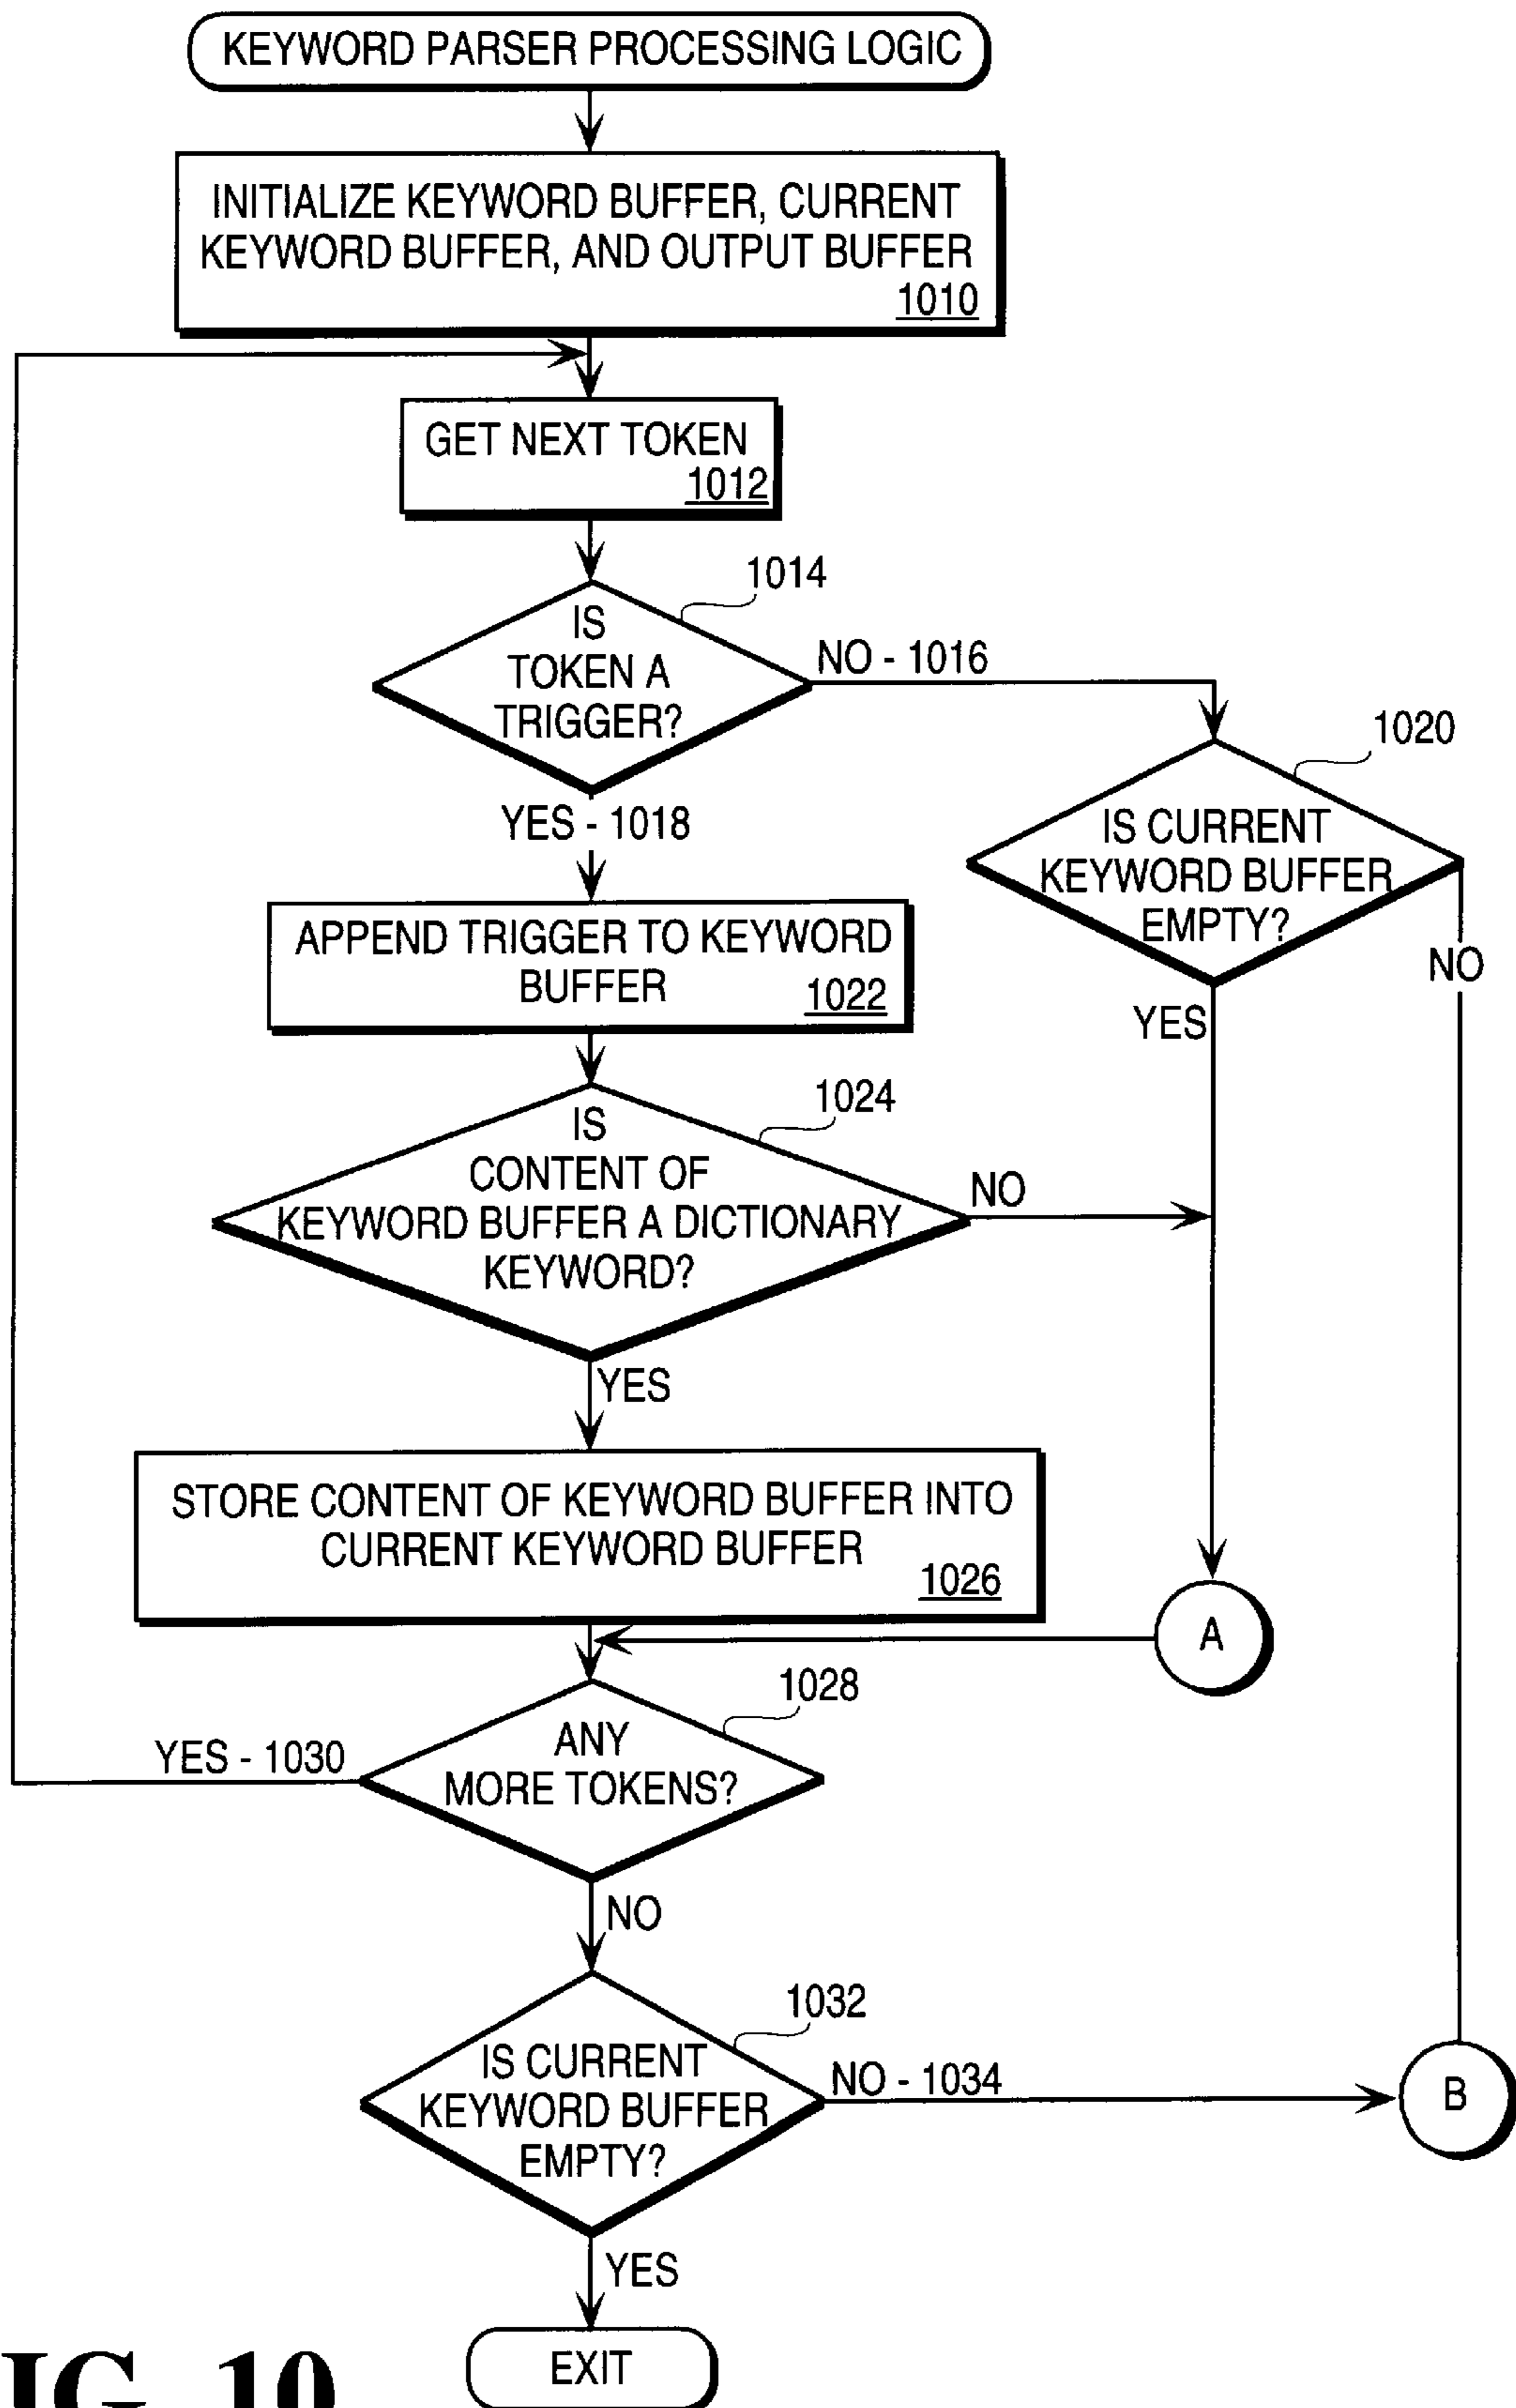 KEYWORD PARSER PROCESSING LOGIC
INITIALIZE KEYWORD BUFFER, CURRENT
KEYWORD BUFFER, AND OUTPUT BUFFER
1010
GET NEXT TOKEN
1012
1014
IS
TOKEN A
TRIGGER?
NO - 1016
1020
IS CURRENT
KEYWORD BUFFER
EMPTY?
NO
YES
YES - 1018
APPEND TRIGGER TO KEYWORD
BUFFER
1022
1024
IS
CONTENT OF
KEYWORD BUFFER A DICTIONARY
KEYWORD?
NO
YES
STORE CONTENT OF KEYWORD BUFFER INTO
CURRENT KEYWORD BUFFER
1026
A
1028
ANY
MORE TOKENS?
YES - 1030
NO
1032
IS CURRENT
KEYWORD BUFFER
EMPTY?
NO - 1034
B
YES
EXIT
IG. 10